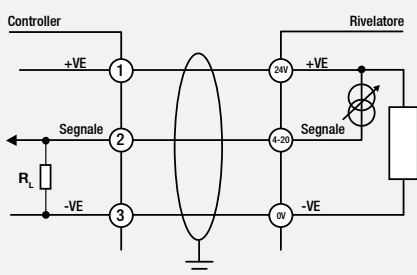 Controller
Rivelatore
+VE
1
24V
+VE
Segnale
2
4-20
Segnale
RL
-VE
3
0V
-VE